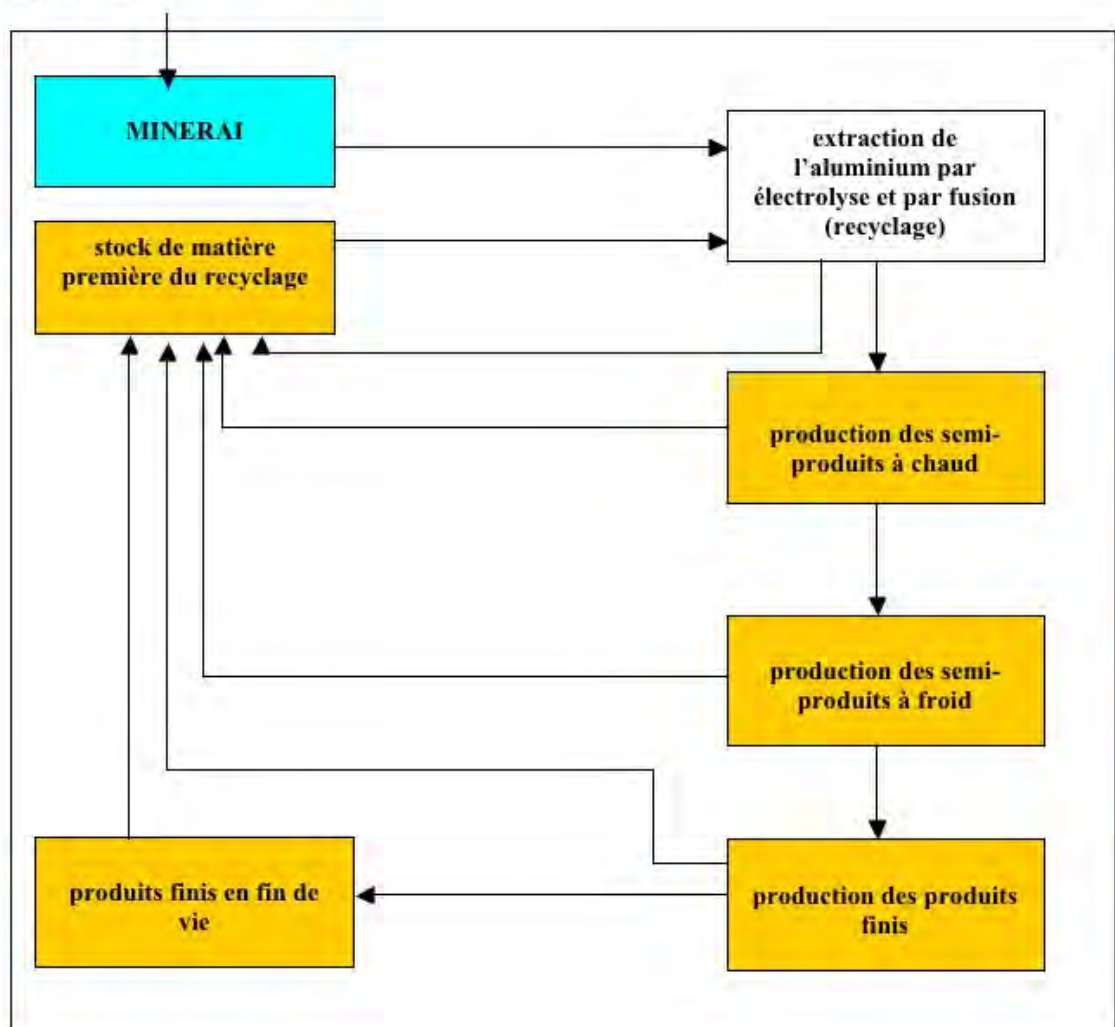 MINERAI
extraction de
l'aluminium par
électrolyse et par fusion
(recyclage)
stock de matière
première du recyclage
production des semi-
produits à chaud
production des semi-
produits à froid
produits finis en fin de
vie
production des produits
finis